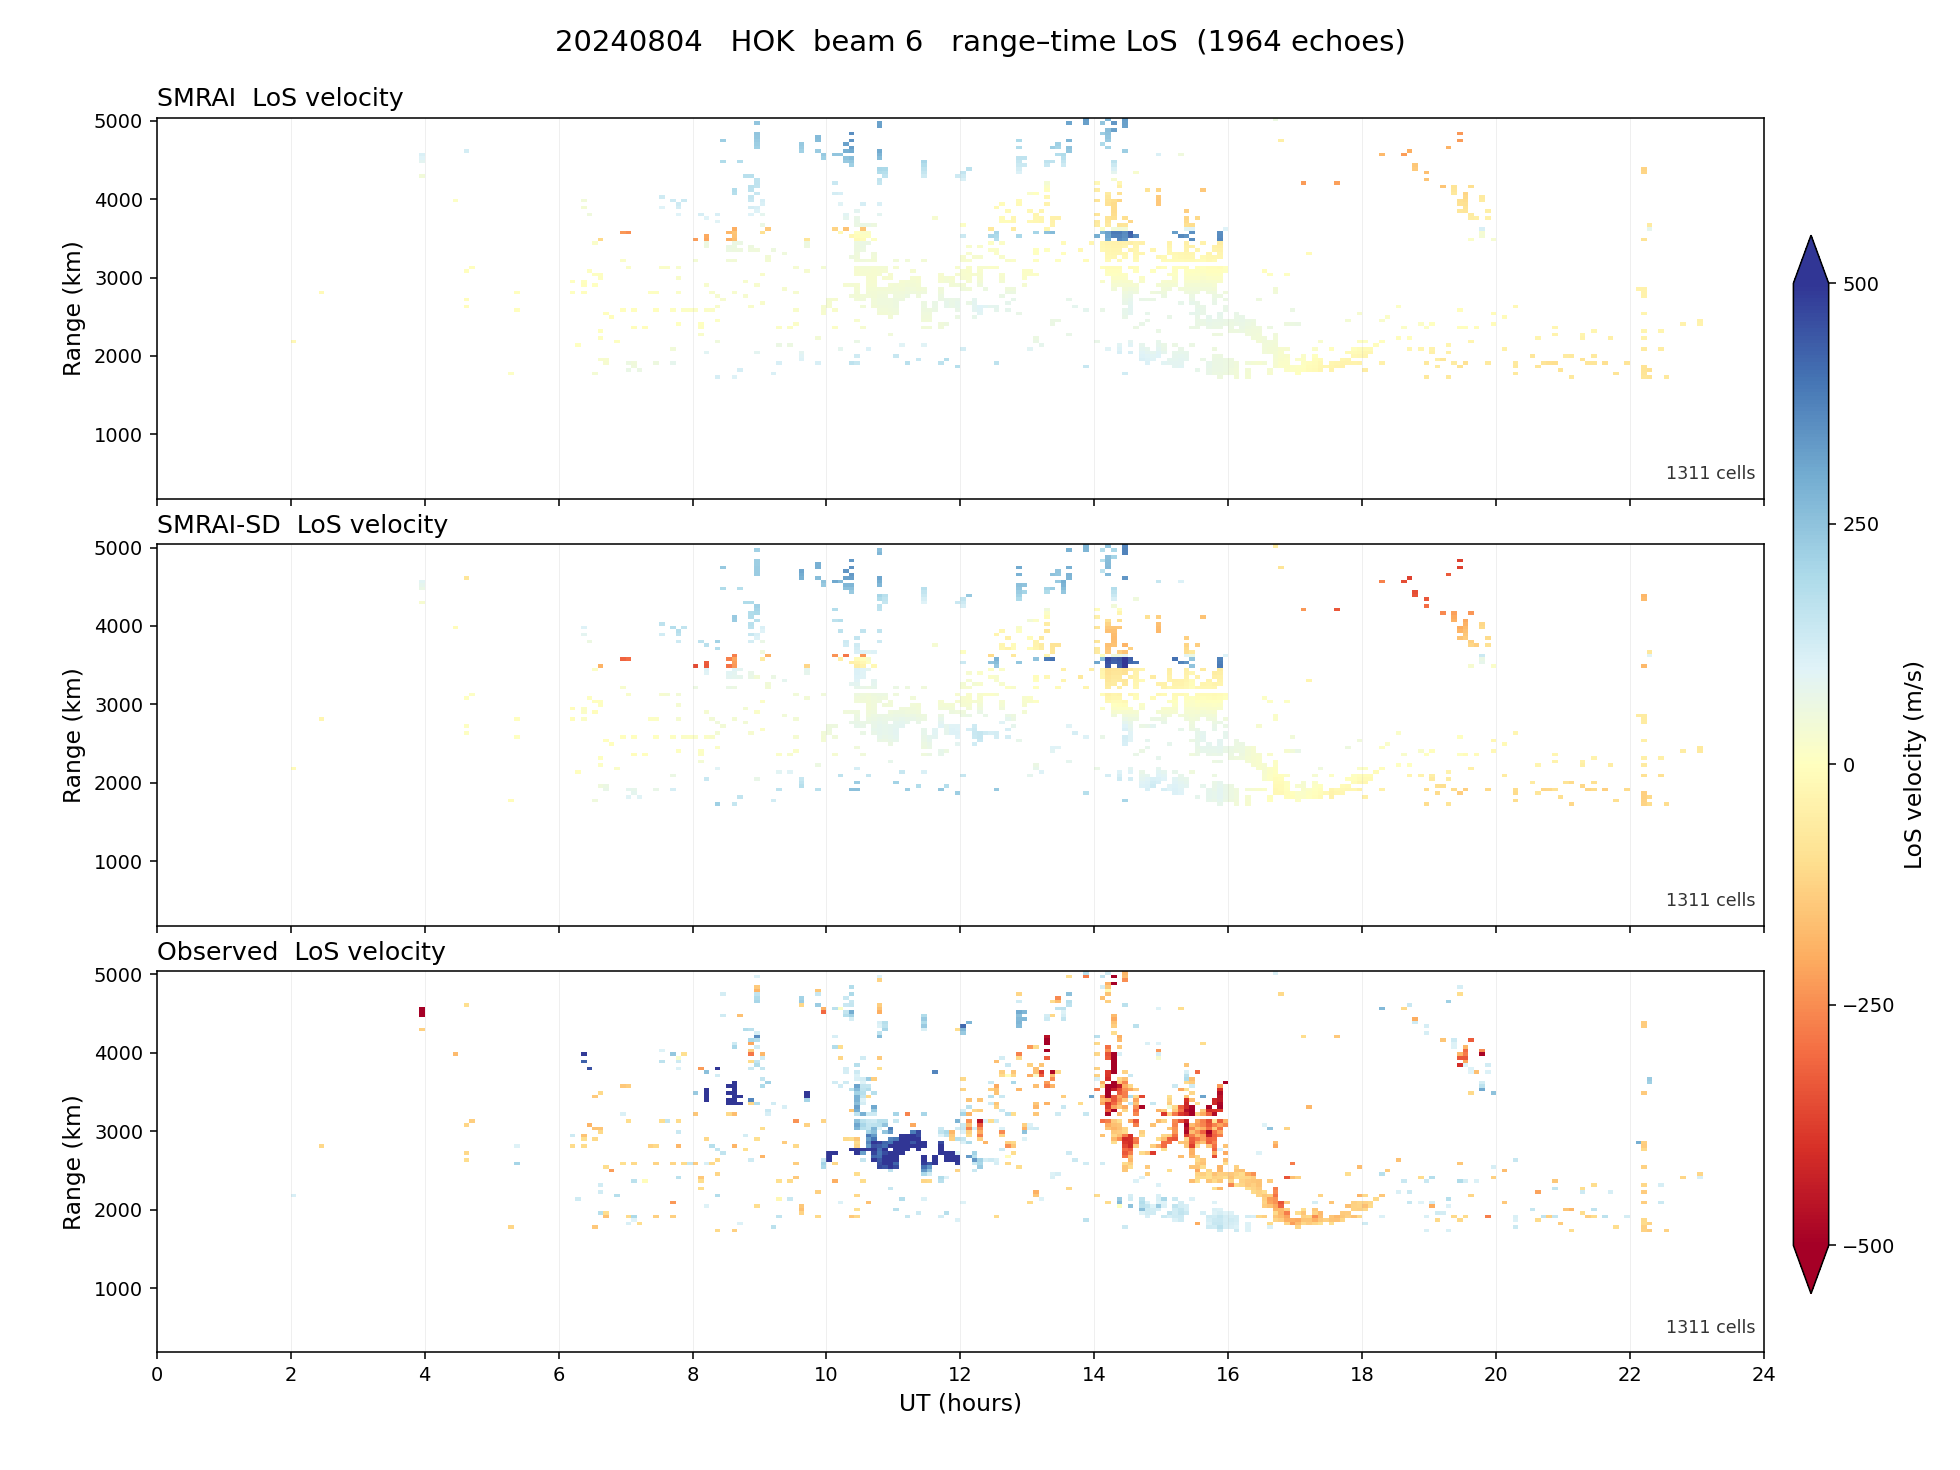 20240804   HOK  beam 6   range–time LoS  (1964 echoes)
SMRAI  LoS velocity
5000
4000
3000
2000
1000
Range (km)
1311 cells
SMRAI-SD  LoS velocity
5000
4000
3000
2000
1000
Range (km)
1311 cells
Observed  LoS velocity
5000
4000
3000
2000
1000
Range (km)
1311 cells
0 2 4 6 8 10 12 14 16 18 20 22 24
UT (hours)
500
250
0
−250
−500
LoS velocity (m/s)